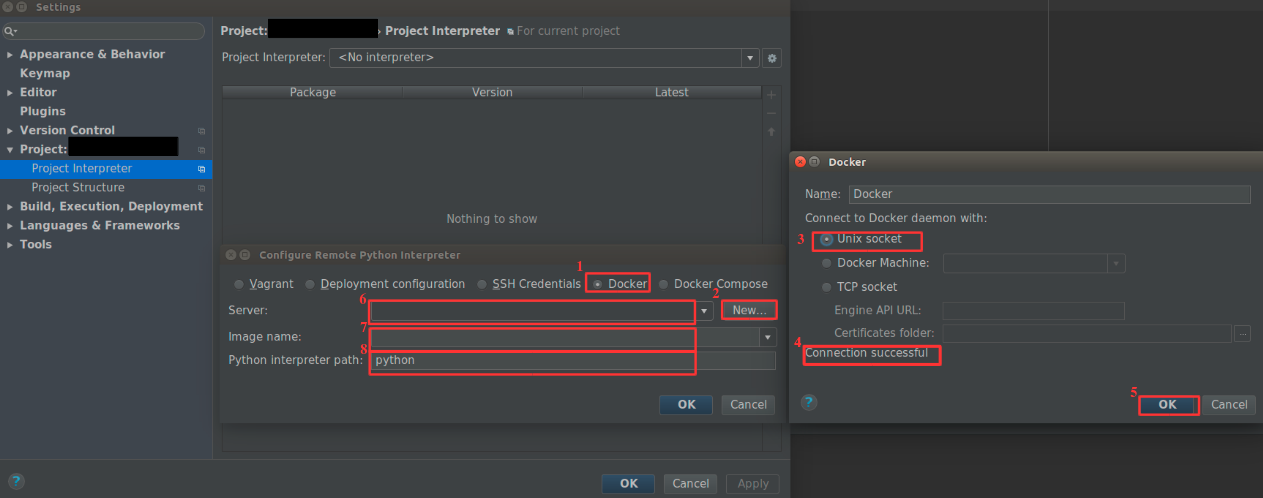 Settings
Project: › Project Interpreter For current project
Project Interpreter: <No interpreter>
Package Version Latest
Nothing to show
Appearance & Behavior
Keymap
Editor
Plugins
Version Control
Project:
Project Interpreter
Project Structure
Build, Execution, Deployment
Languages & Frameworks
Tools
Configure Remote Python Interpreter
1
Vagrant Deployment configuration SSH Credentials Docker Docker Compose
6 2
Server: New...
7
Image name:
8
Python interpreter path: python
OK Cancel
? OK Cancel Apply
Docker
Name: Docker
Connect to Docker daemon with:
3 Unix socket
Docker Machine:
TCP socket
Engine API URL:
Certificates folder: ...
4 Connection successful
5
? OK Cancel